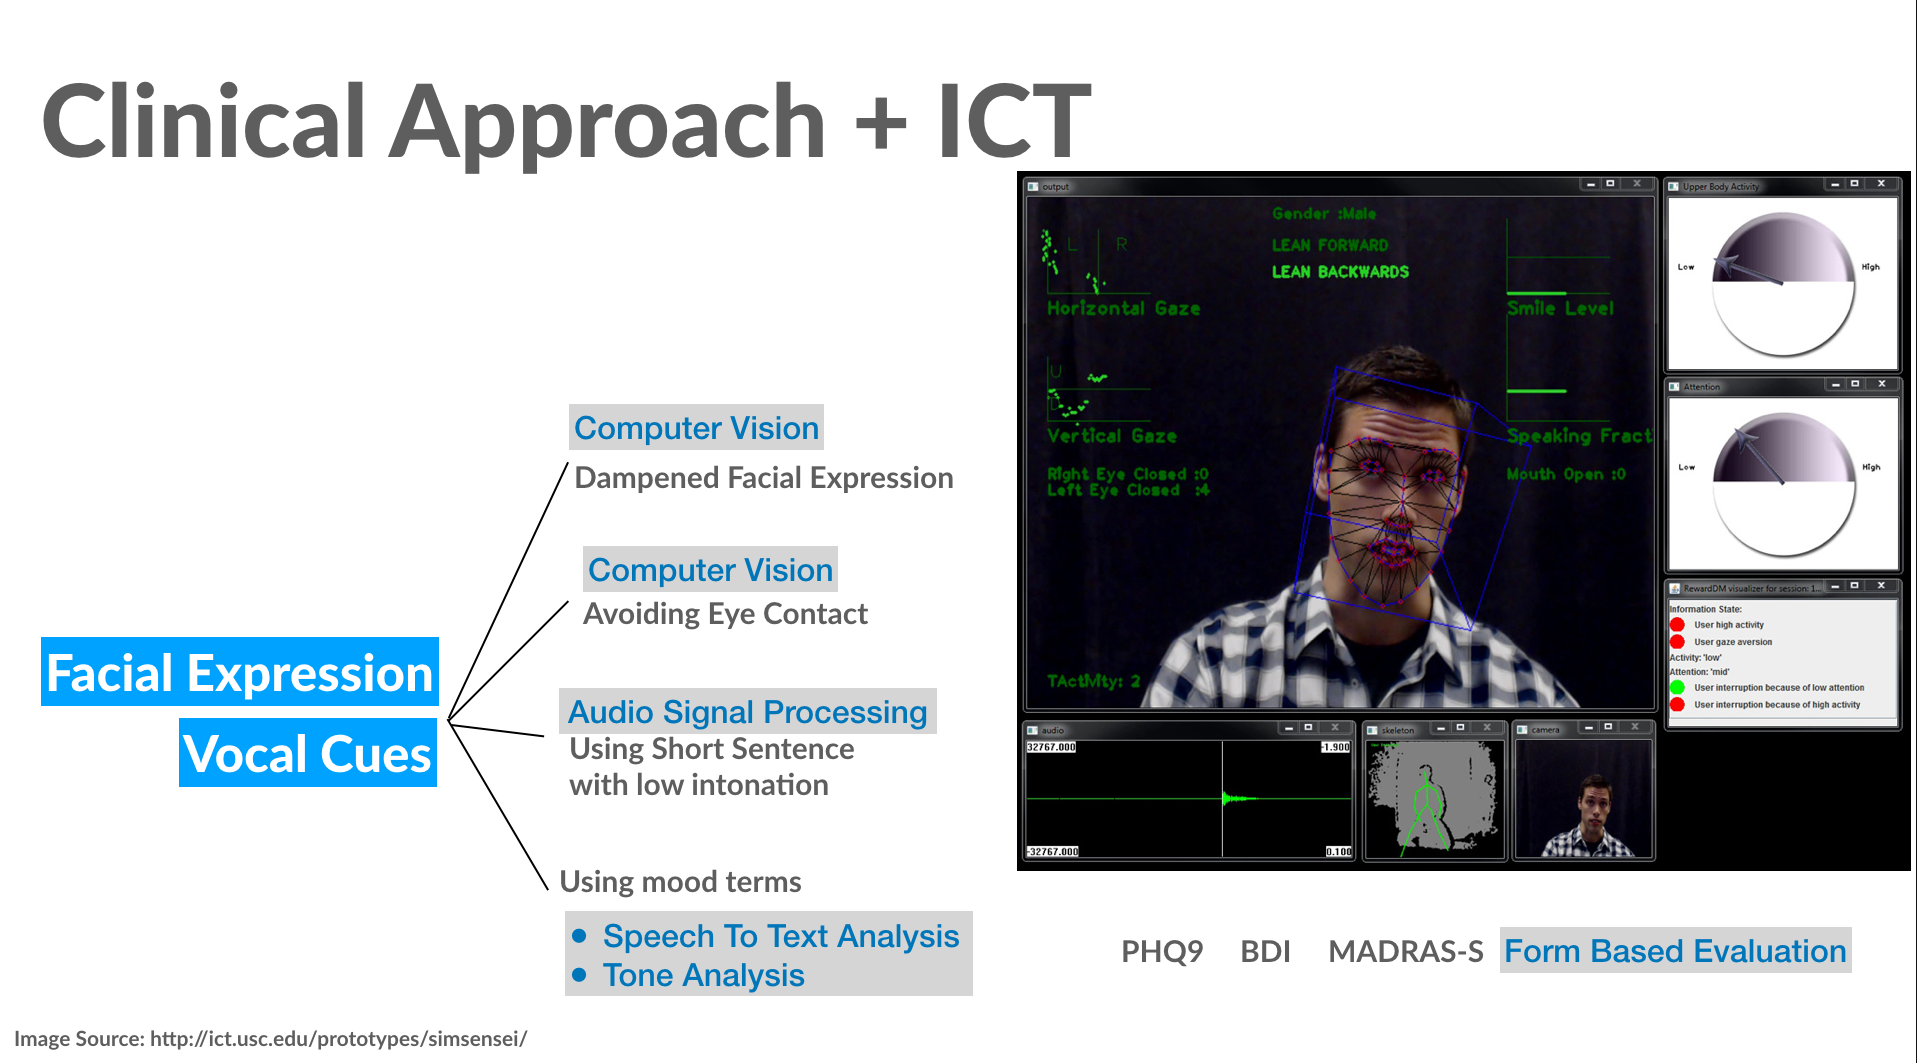 Clinical Approach + ICT
Computer Vision
Dampened Facial Expression
Computer Vision
Avoiding Eye Contact
Facial Expression
Vocal Cues
Audio Signal Processing
Using Short Sentence
with low intonation
Using mood terms
• Speech To Text Analysis
• Tone Analysis
output
Gender :Male
LEAN FORWARD
LEAN BACKWARDS
L R
Horizontal Gaze
Smile Level
U
Vertical Gaze
Speaking Fract
Right Eye Closed :0
Left Eye Closed :4
Mouth Open :0
TActMty: 2
Upper Body Activity
Low High
Attention
Low High
RewardDM visualizer for session: 1...
Information State:
User high activity
User gaze aversion
Activity: 'low'
Attention: 'mid'
User interruption because of low attention
User interruption because of high activity
audio
32767.000 -1.900
-32767.000 0.100
skeleton
camera
PHQ9 BDI MADRAS-S Form Based Evaluation
Image Source: http://ict.usc.edu/prototypes/simsensei/